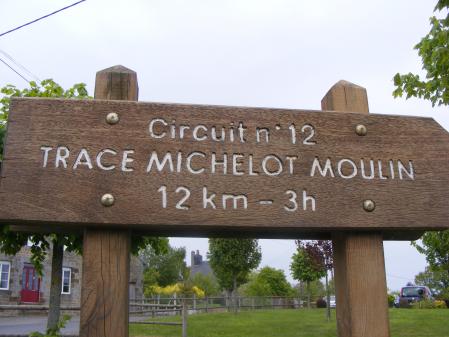 Circuit n°12
TRACE MICHELOT MOULIN
12 km - 3h